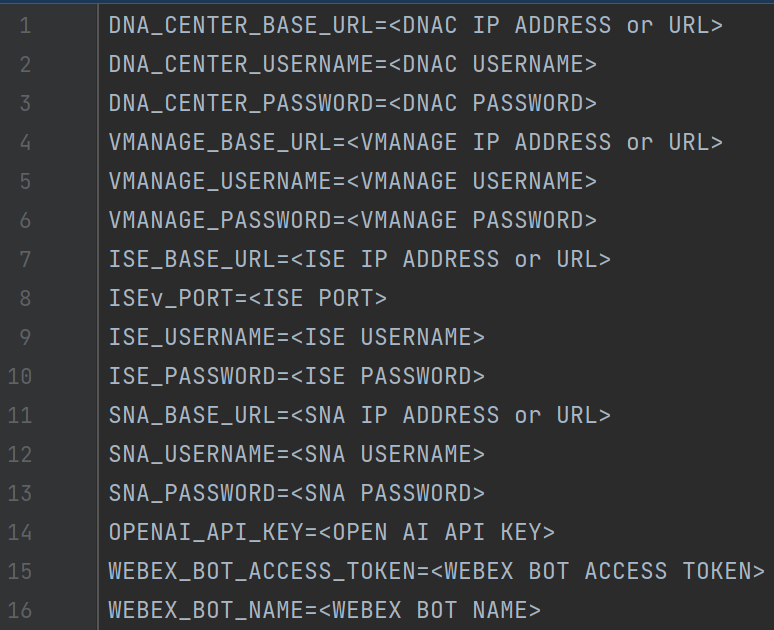 1 DNA_CENTER_BASE_URL=<DNAC IP ADDRESS or URL>
2 DNA_CENTER_USERNAME=<DNAC USERNAME>
3 DNA_CENTER_PASSWORD=<DNAC PASSWORD>
4 VMANAGE_BASE_URL=<VMANAGE IP ADDRESS or URL>
5 VMANAGE_USERNAME=<VMANAGE USERNAME>
6 VMANAGE_PASSWORD=<VMANAGE PASSWORD>
7 ISE_BASE_URL=<ISE IP ADDRESS or URL>
8 ISEv_PORT=<ISE PORT>
9 ISE_USERNAME=<ISE USERNAME>
10 ISE_PASSWORD=<ISE PASSWORD>
11 SNA_BASE_URL=<SNA IP ADDRESS or URL>
12 SNA_USERNAME=<SNA USERNAME>
13 SNA_PASSWORD=<SNA PASSWORD>
14 OPENAI_API_KEY=<OPEN AI API KEY>
15 WEBEX_BOT_ACCESS_TOKEN=<WEBEX BOT ACCESS TOKEN>
16 WEBEX_BOT_NAME=<WEBEX BOT NAME>